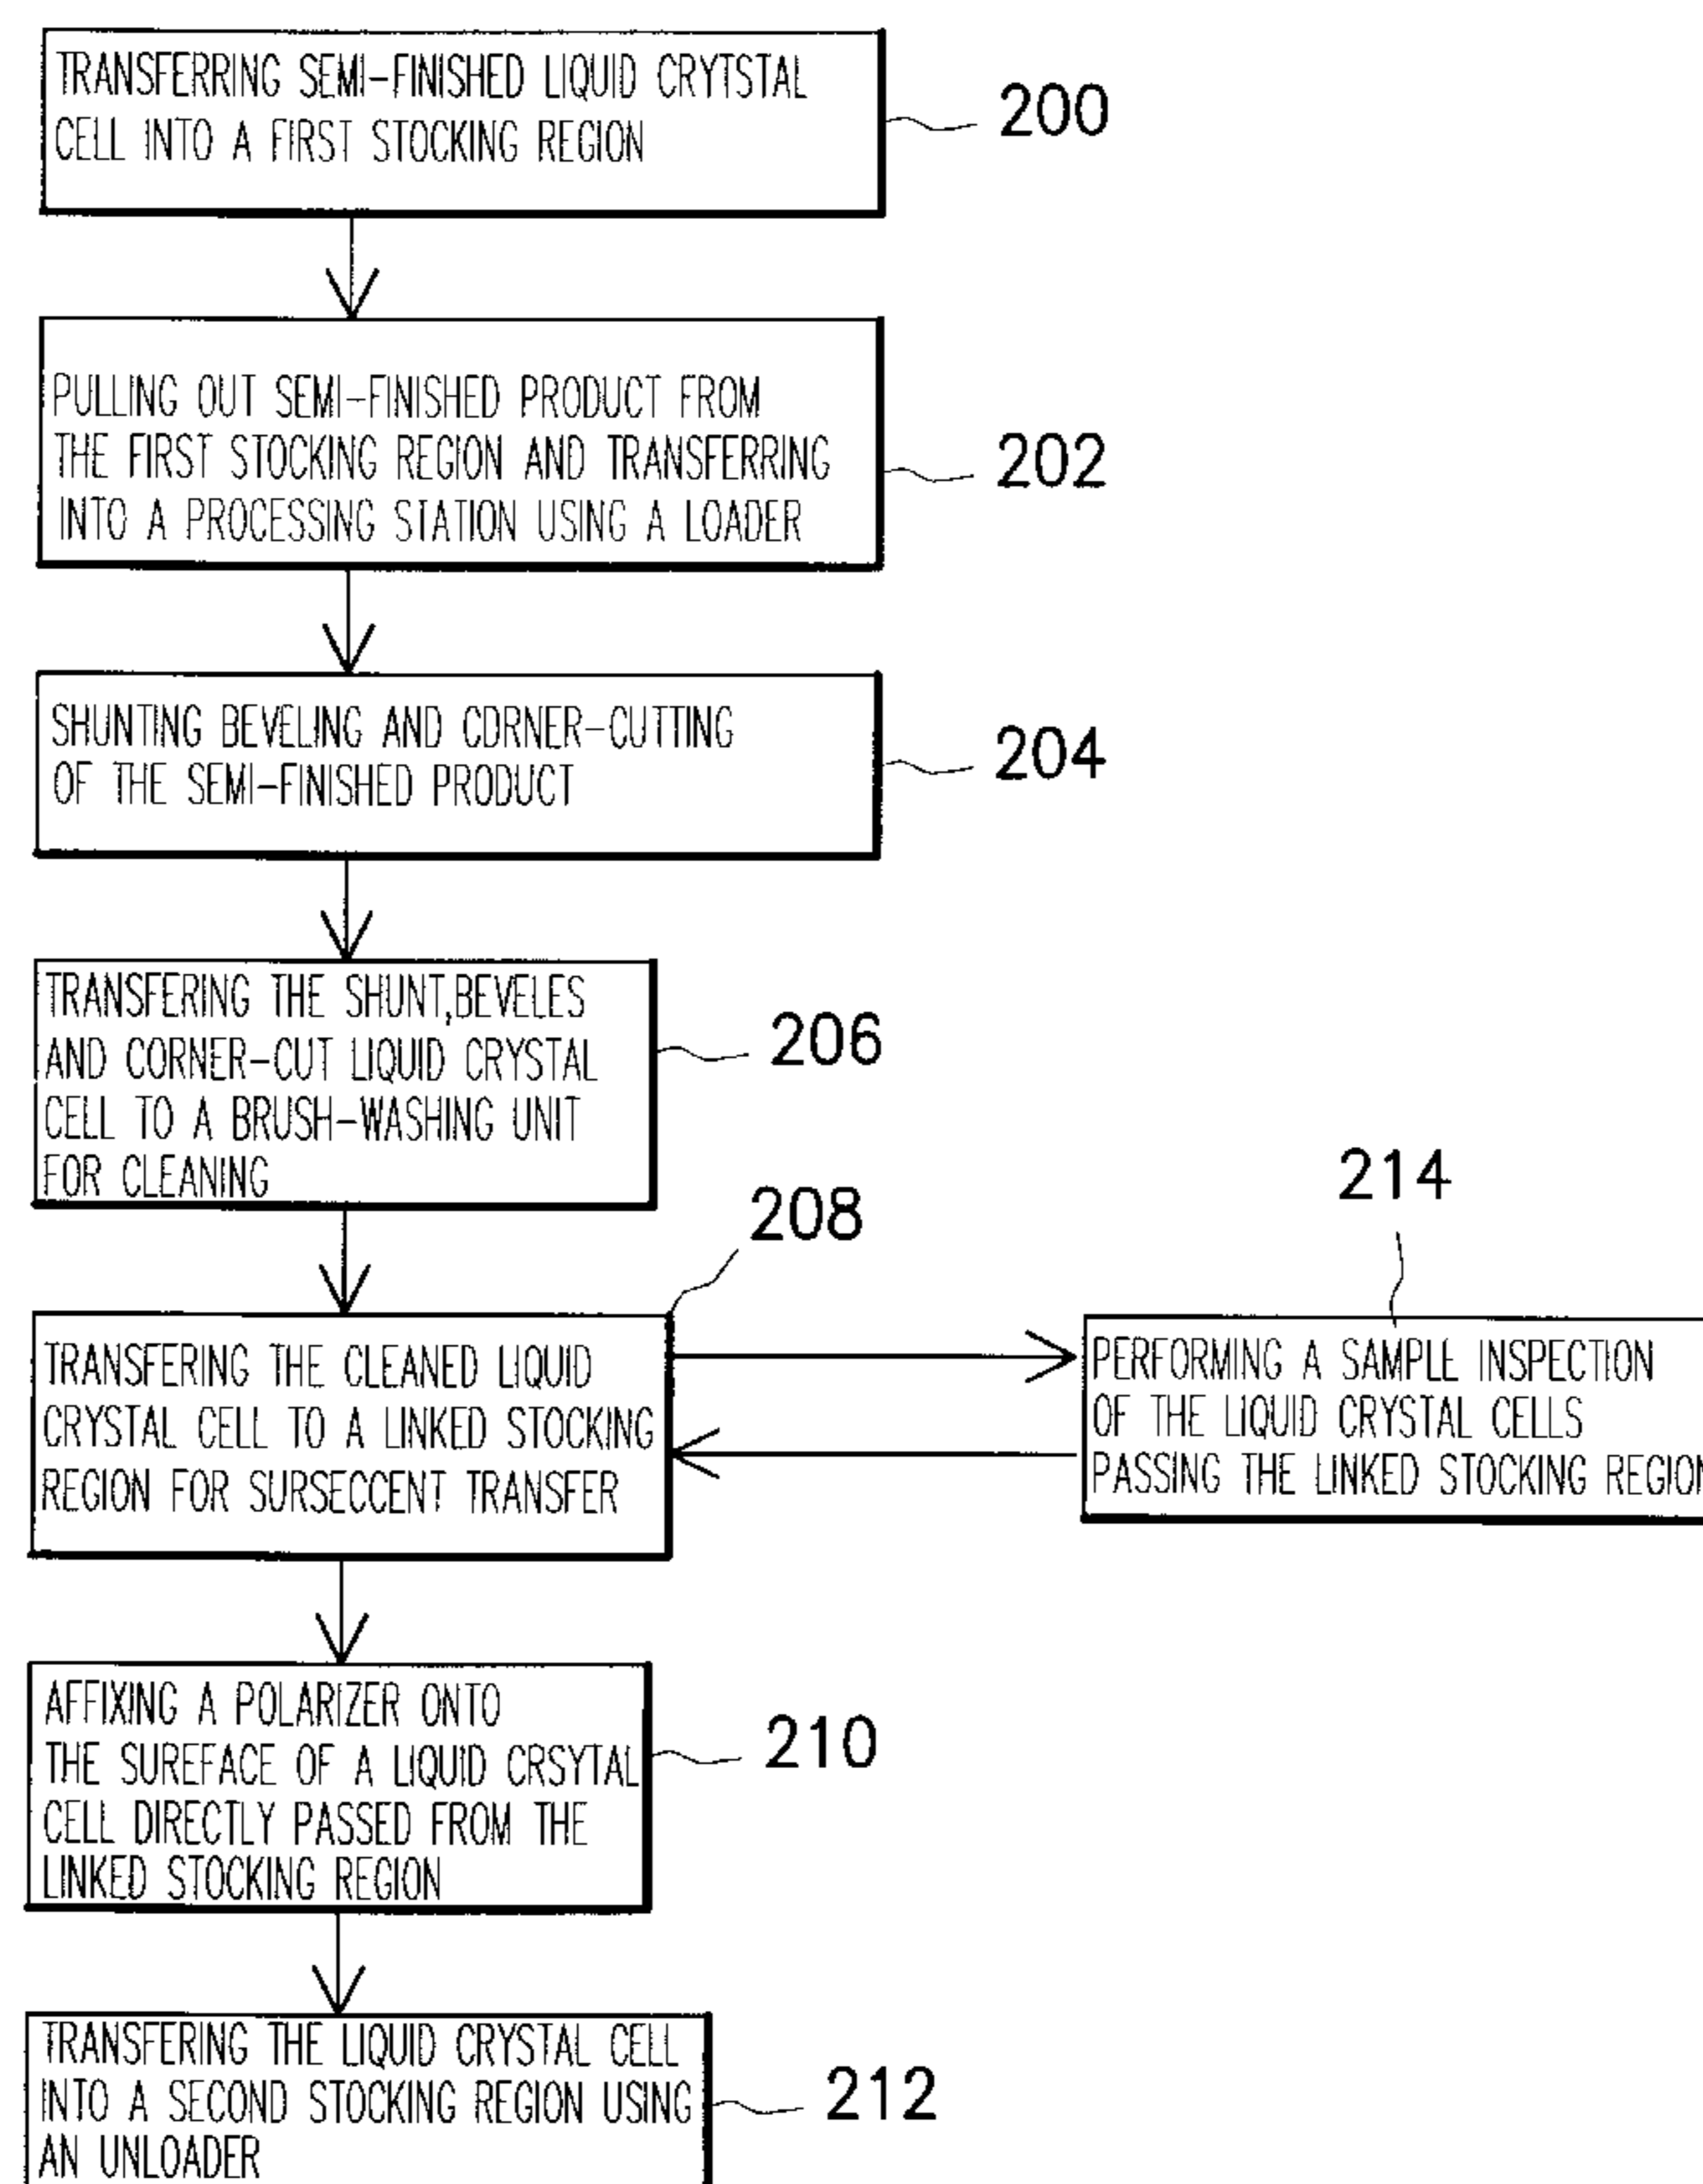 TRANSFERRING SEMI-FINISHED LIQUID CRYTSTAL
CELL INTO A FIRST STOCKING REGION
200
PULLING OUT SEMI-FINISHED PRODUCT FROM
THE FIRST STOCKING REGION AND TRANSFERRING
INTO A PROCESSING STATION USING A LOADER
202
SHUNTING BEVELING AND CORNER-CUTTING
OF THE SEMI-FINISHED PRODUCT
204
TRANSFERING THE SHUNT,BEVELES
AND CORNER-CUT LIQUID CRYSTAL
CELL TO A BRUSH-WASHING UNIT
FOR CLEANING
206
208
TRANSFERING THE CLEANED LIQUID
CRYSTAL CELL TO A LINKED STOCKING
REGION FOR SURSECCENT TRANSFER
214
PERFORMING A SAMPLE INSPECTION
OF THE LIQUID CRYSTAL CELLS
PASSING THE LINKED STOCKING REGION
AFFIXING A POLARIZER ONTO
THE SUREFACE OF A LIQUID CRSYTAL
CELL DIRECTLY PASSED FROM THE
LINKED STOCKING REGION
210
TRANSFERING THE LIQUID CRYSTAL CELL
INTO A SECOND STOCKING REGION USING
AN UNLOADER
212